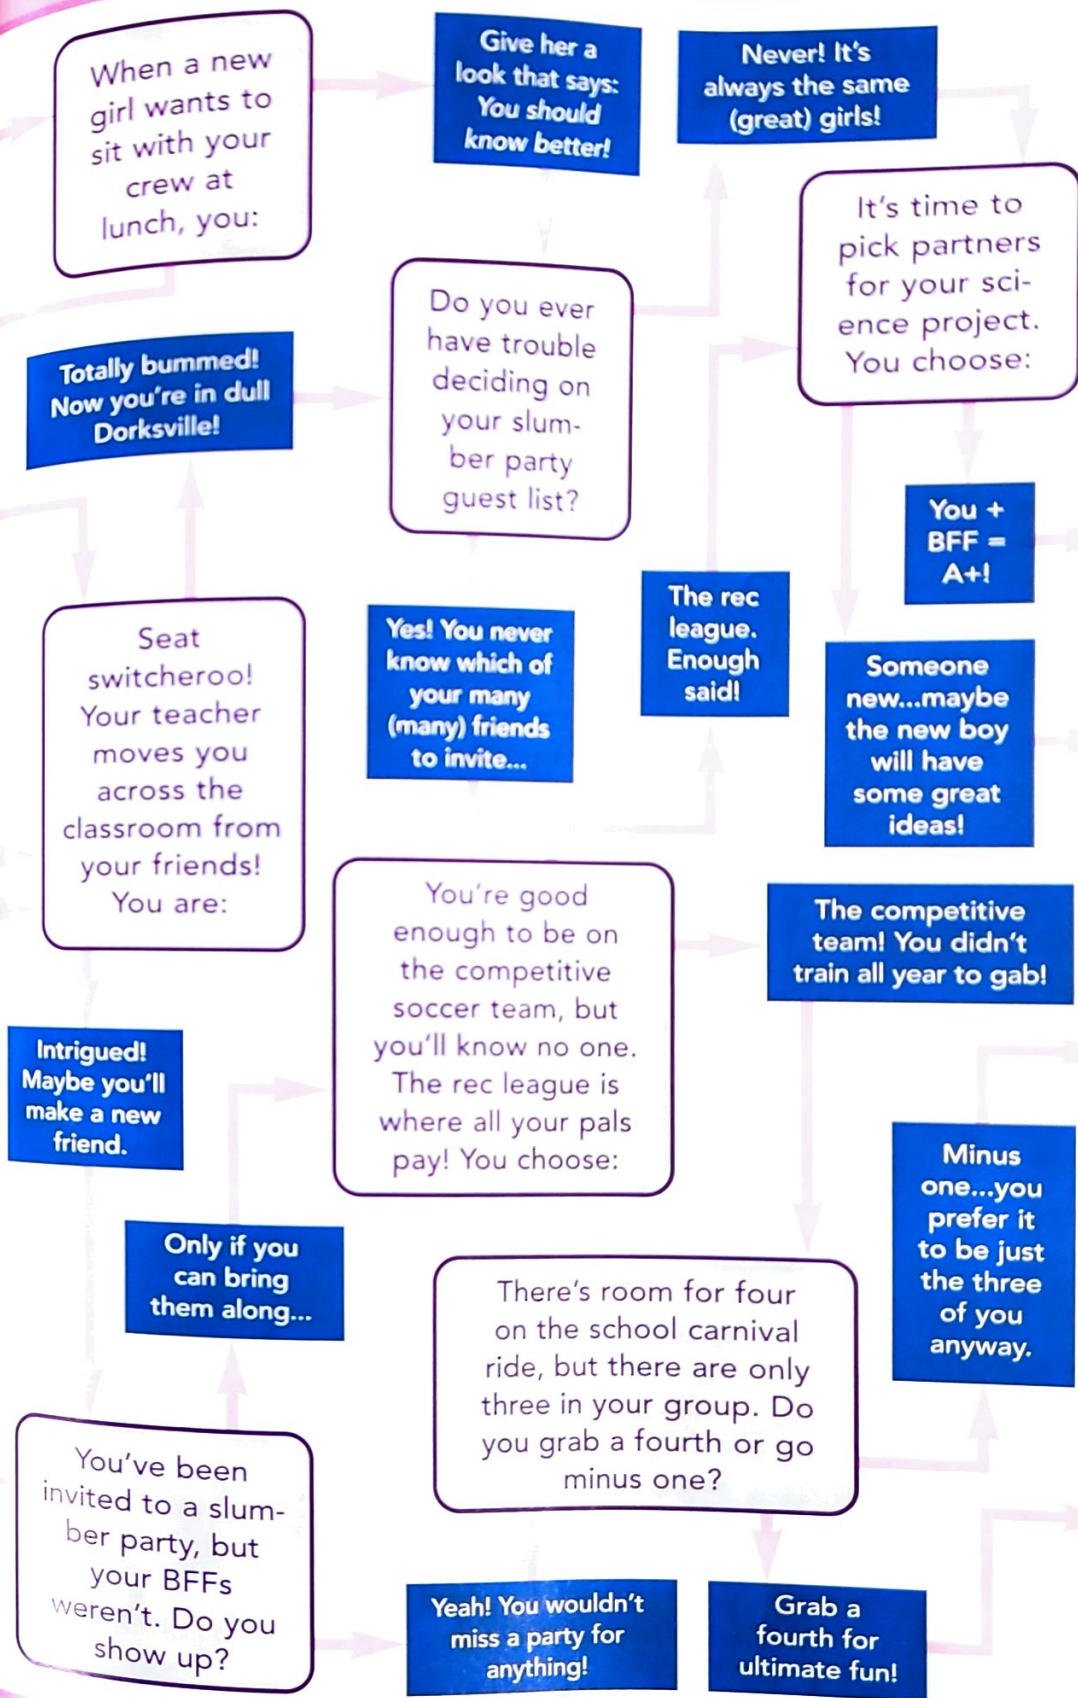 When a new
girl wants to
sit with your
crew at
lunch, you:
Give her a
look that says:
You should
know better!
Never! It's
always the same
(great) girls!
It's time to
pick partners
for your sci-
ence project.
You choose:
Do you ever
have trouble
deciding on
your slum-
ber party
guest list?
Totally bummed!
Now you're in dull
Dorksville!
You +
BFF =
A+!
Seat
switcheroo!
Your teacher
moves you
across the
classroom from
your friends!
You are:
Yes! You never
know which of
your many
(many) friends
to invite...
The rec
league.
Enough
said!
Someone
new...maybe
the new boy
will have
some great
ideas!
You're good
enough to be on
the competitive
soccer team, but
you'll know no one.
The rec league is
where all your pals
pay! You choose:
The competitive
team! You didn't
train all year to gab!
Intrigued!
Maybe you'll
make a new
friend.
Minus
one...you
prefer it
to be just
the three
of you
anyway.
Only if you
can bring
them along...
There's room for four
on the school carnival
ride, but there are only
three in your group. Do
you grab a fourth or go
minus one?
You've been
invited to a slum-
ber party, but
your BFFs
weren't. Do you
show up?
Yeah! You wouldn't
miss a party for
anything!
Grab a
fourth for
ultimate fun!